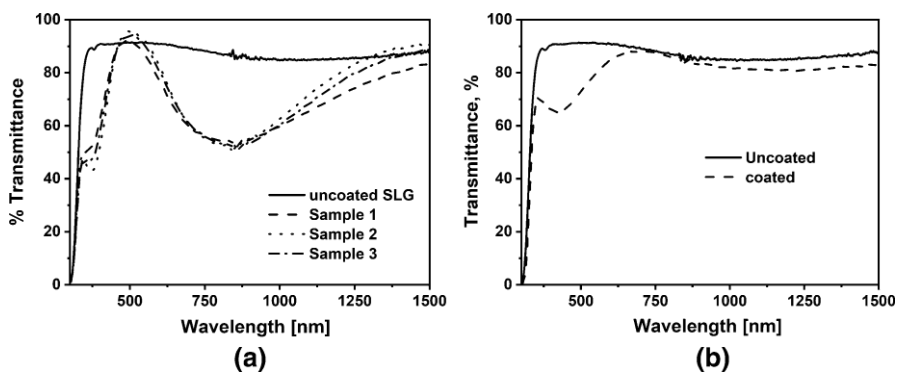 100
80
60
40
20
0
% Transmittance
uncoated SLG
Sample 1
Sample 2
Sample 3
500 750 1000 1250 1500
Wavelength [nm]
(a)
100
80
60
40
20
0
Transmittance, %
Uncoated
coated
500 750 1000 1250 1500
Wavelength [nm]
(b)